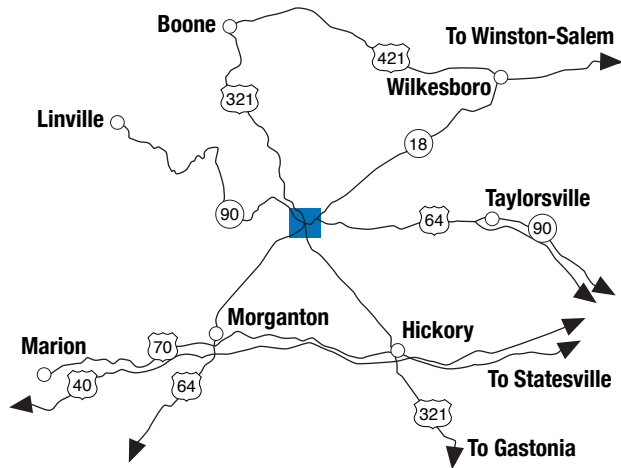 Boone
To Winston-Salem
421
Wilkesboro
321
Linville
18
90
64
Taylorsville
90
Morganton
Hickory
70
Marion
40
64
To Statesville
321
To Gastonia